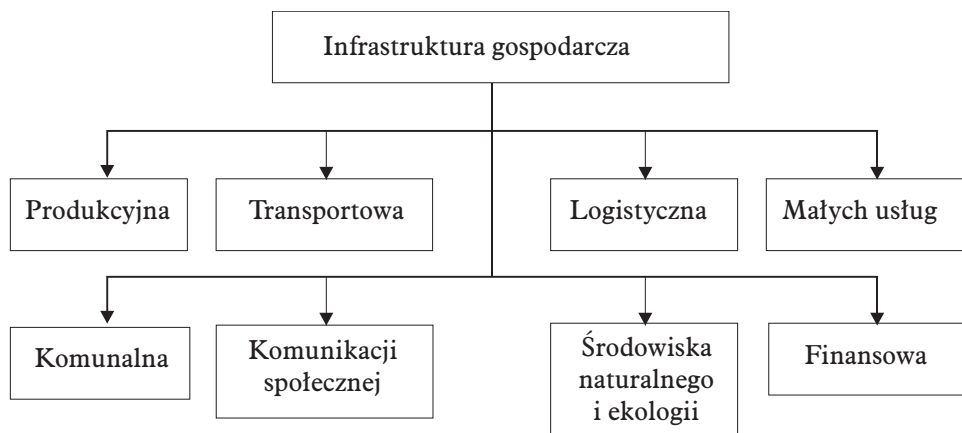 Infrastruktura gospodarcza
Produkcyjna
Transportowa
Logistyczna
Małych usług
Komunalna
Komunikacji
społecznej
Środowiska
naturalnego
i ekologii
Finansowa